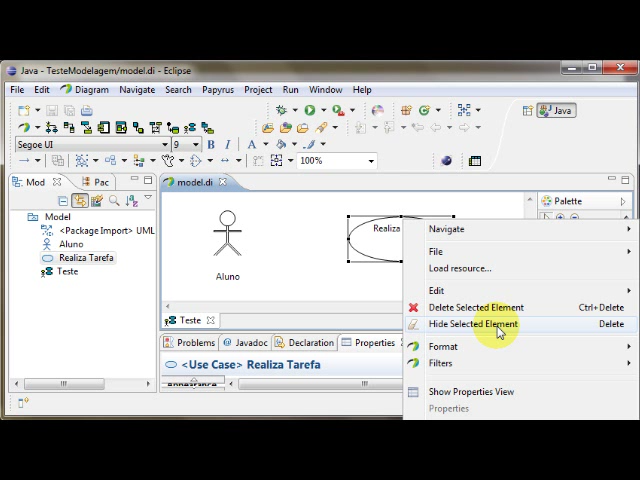 Java - TesteModelagem/model.di - Eclipse
File Edit Diagram Navigate Search Papyrus Project Run Window Help
Java
Segoe UI 9 B I
100%
Mod Pac
model.di
Model
<Package Import> UML
Aluno
Realiza Tarefa
Teste
Palette
Realiza
Aluno
Teste
Navigate
File
Load resource...
Edit
Delete Selected Element Ctrl+Delete
Hide Selected Element Delete
Format
Filters
Show Properties View
Properties
Problems Javadoc Declaration Properties
<Use Case> Realiza Tarefa
Appearance